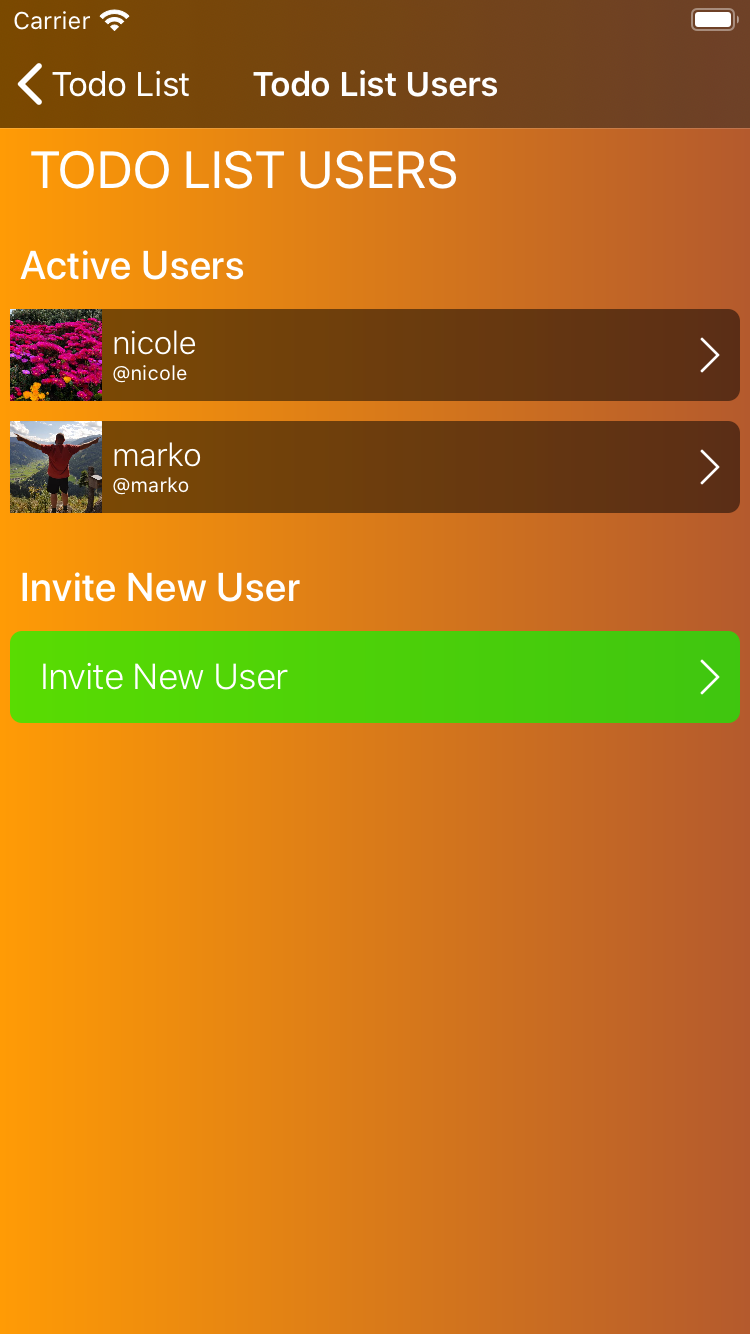 Carrier
Todo List
Todo List Users
TODO LIST USERS
Active Users
nicole
@nicole
marko
@marko
Invite New User
Invite New User